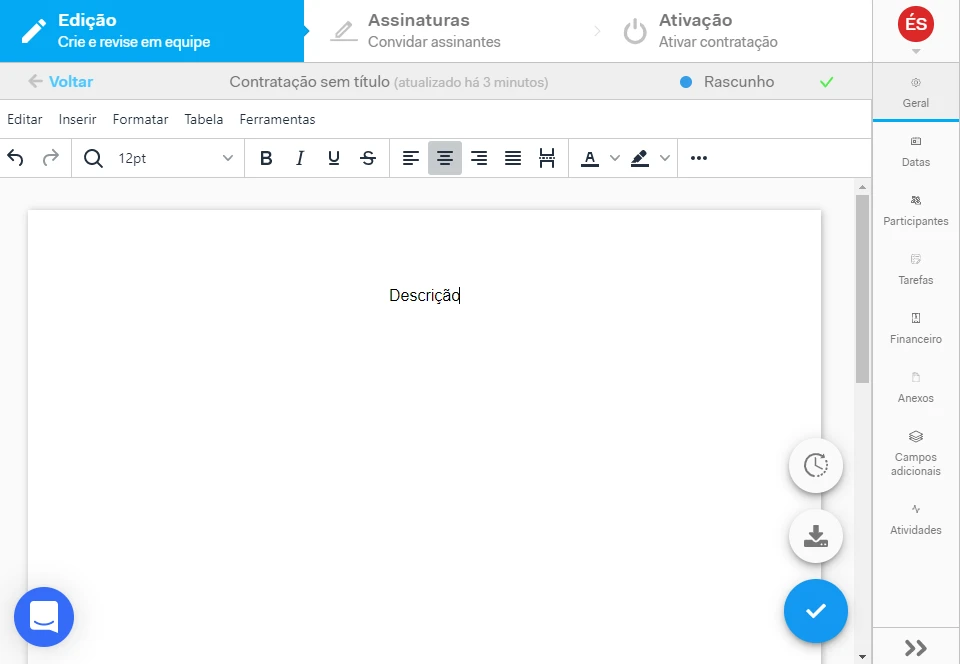 Edição
Crie e revise em equipe
Assinaturas
Convidar assinantes
Ativação
Ativar contratação
ÉS
Voltar
Contratação sem título (atualizado há 3 minutos)
Rascunho
Editar Inserir Formatar Tabela Ferramentas
12pt B I U S A
Descrição
Geral
Datas
Participantes
Tarefas
Financeiro
Anexos
Campos
adicionais
Atividades